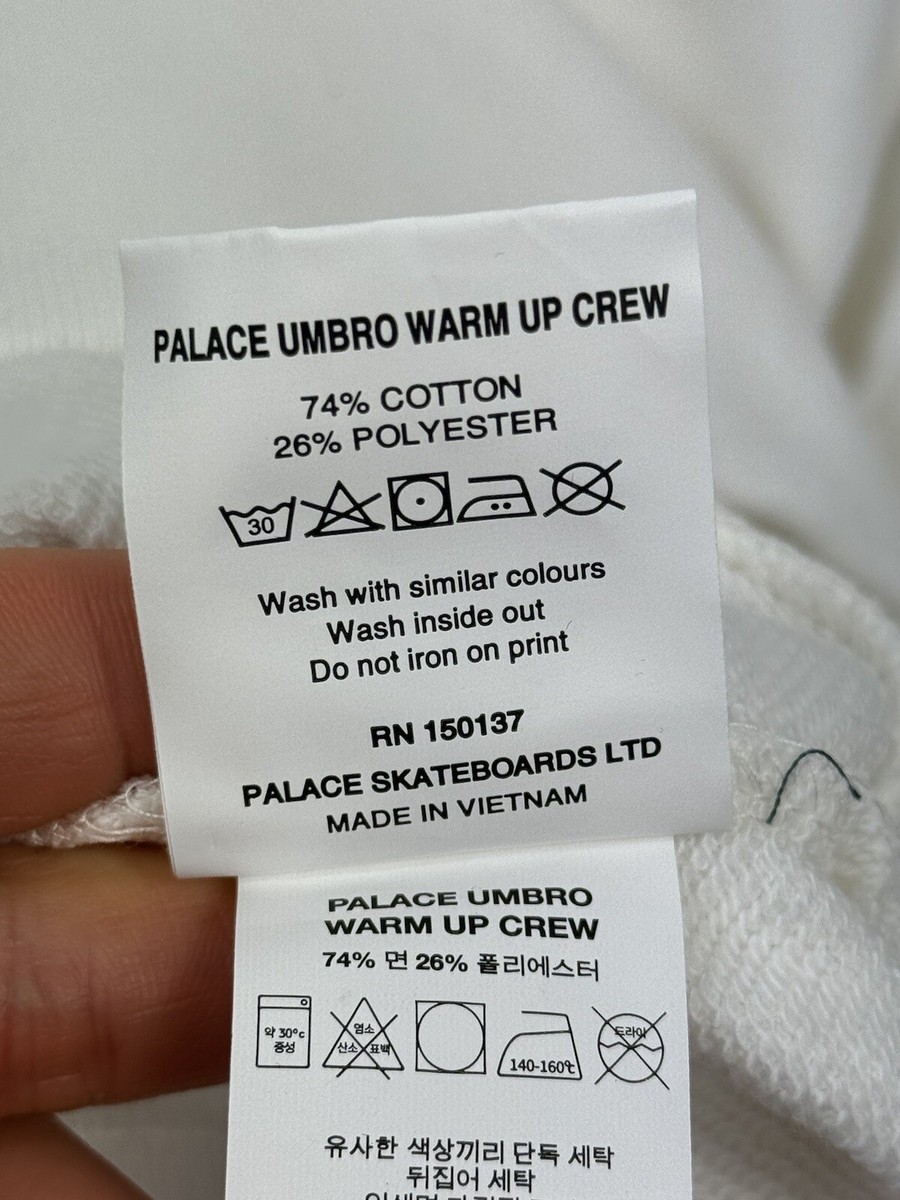 PALACE UMBRO WARM UP CREW
74% COTTON
26% POLYESTER
30
Wash with similar colours
Wash inside out
Do not iron on print
RN 150137
PALACE SKATEBOARDS LTD
MADE IN VIETNAM
PALACE UMBRO
WARM UP CREW
74% 면 26% 폴리에스터
약 30°c
중성
염소
산소 표백
140-160℃
드라이
유사한 색상끼리 단독 세탁
뒤집어 세탁